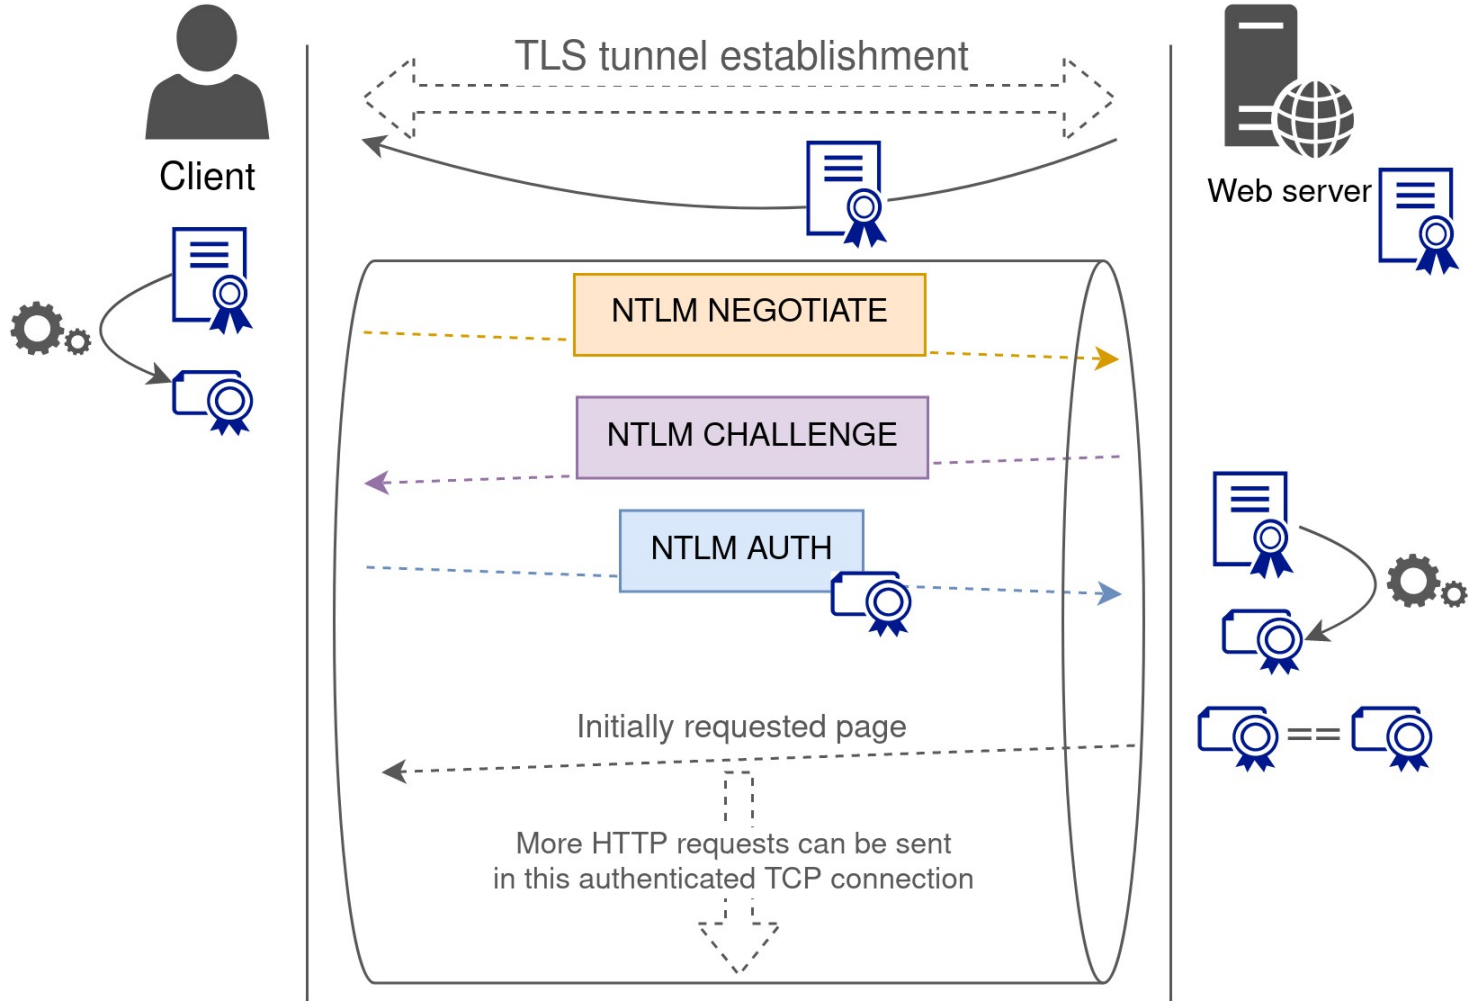 TLS tunnel establishment
Client
Web server
NTLM NEGOTIATE
NTLM CHALLENGE
NTLM AUTH
Initially requested page
==
More HTTP requests can be sent
in this authenticated TCP connection